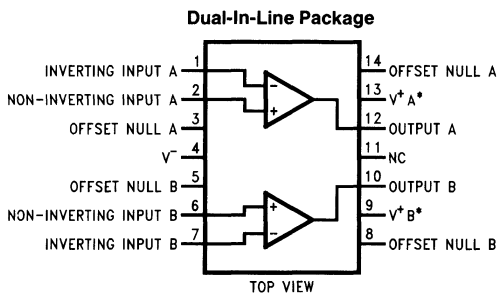 Dual-In-Line Package
INVERTING INPUT A 1
NON-INVERTING INPUT A 2
OFFSET NULL A 3
V⁻ 4
OFFSET NULL B 5
NON-INVERTING INPUT B 6
INVERTING INPUT B 7
14 OFFSET NULL A
13 V⁺A*
12 OUTPUT A
11 NC
10 OUTPUT B
9 V⁺B*
8 OFFSET NULL B
−
+
+
−
TOP VIEW